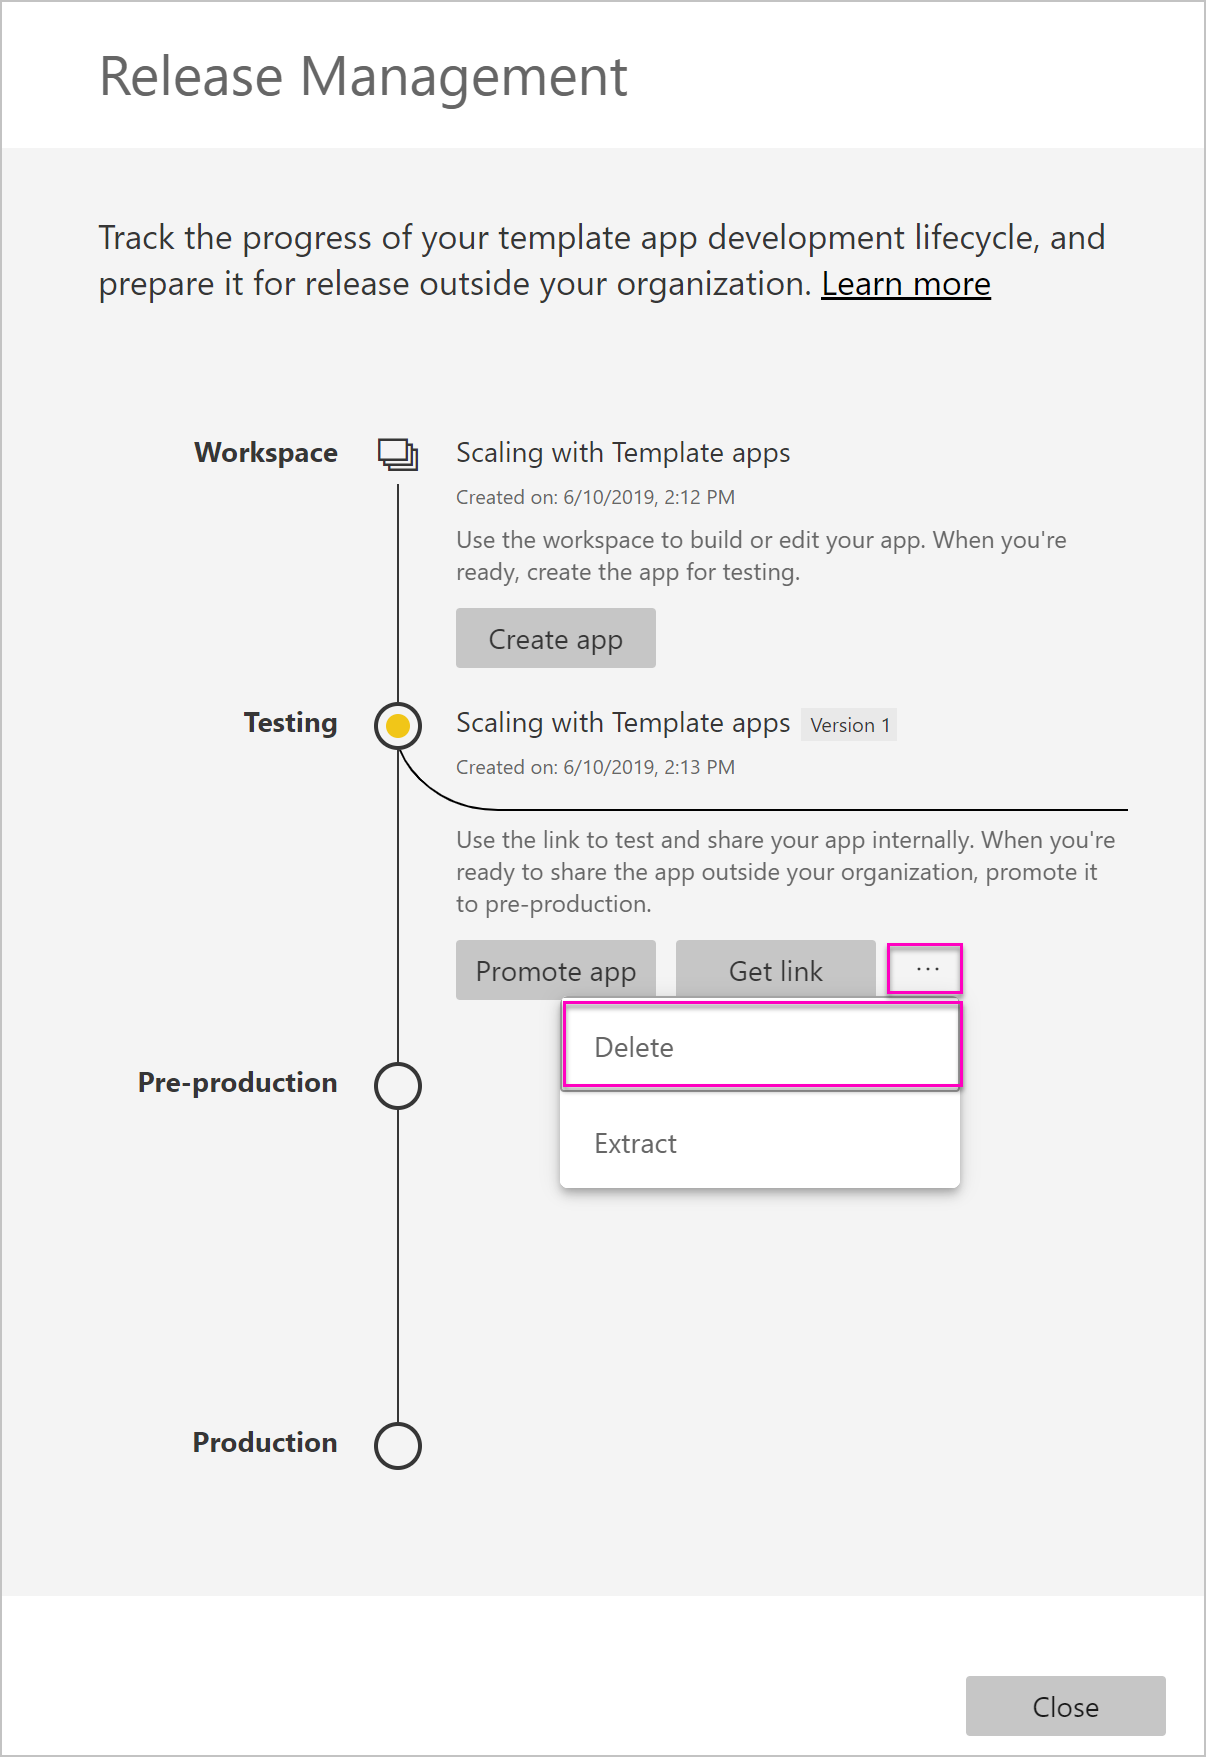 Release Management
Track the progress of your template app development lifecycle, and
prepare it for release outside your organization. Learn more
Workspace
Scaling with Template apps
Created on: 6/10/2019, 2:12 PM
Use the workspace to build or edit your app. When you're
ready, create the app for testing.
Create app
Testing
Scaling with Template apps Version 1
Created on: 6/10/2019, 2:13 PM
Use the link to test and share your app internally. When you're
ready to share the app outside your organization, promote it
to pre-production.
Promote app Get link ...
Delete
Pre-production
Extract
Production
Close